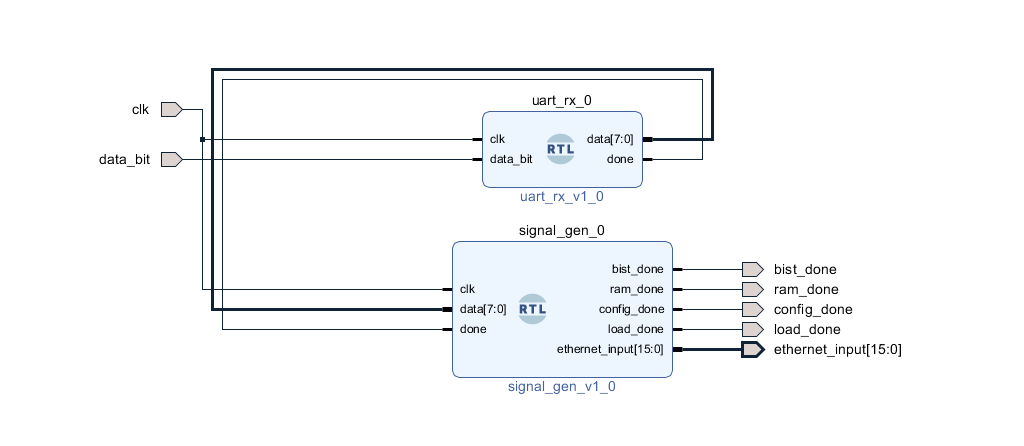 clk
data_bit
uart_rx_0
clk
data_bit
RTL
data[7:0]
done
uart_rx_v1_0
signal_gen_0
clk
data[7:0]
done
RTL
bist_done
ram_done
config_done
load_done
ethernet_input[15:0]
signal_gen_v1_0
bist_done
ram_done
config_done
load_done
ethernet_input[15:0]